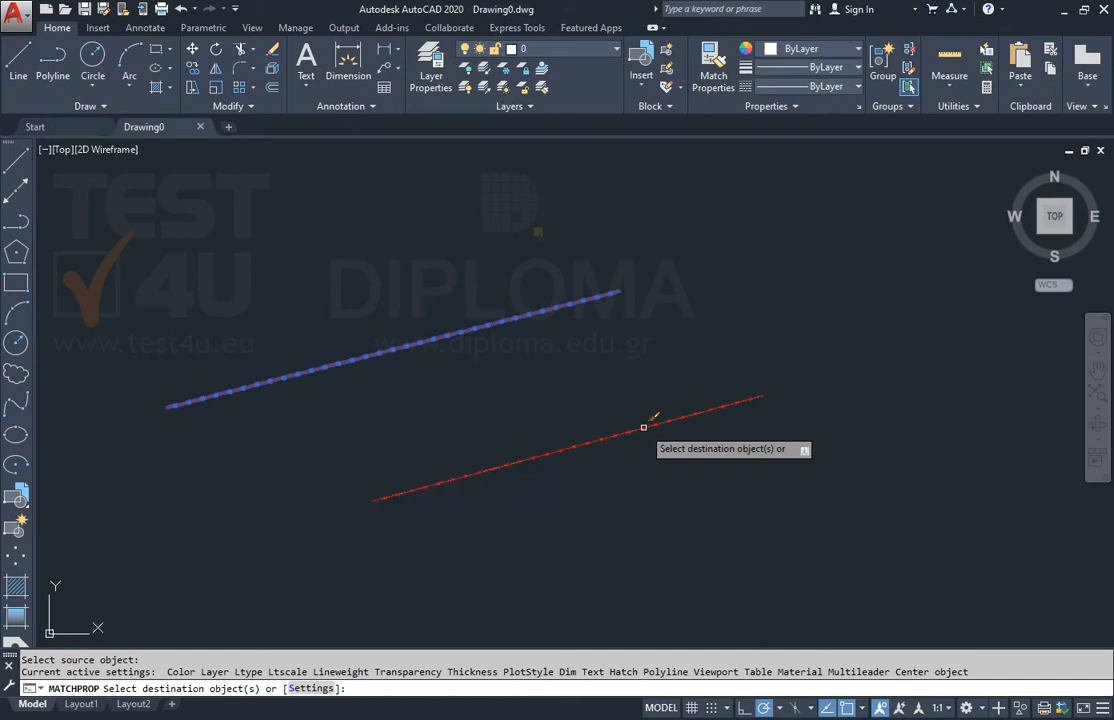 Autodesk AutoCAD 2020 Drawing0.dwg
Type a keyword or phrase
Sign In
Home Insert Annotate Parametric View Manage Output Add-ins Collaborate Express Tools Featured Apps
Line Polyline Circle Arc
Text Dimension
Layer
Properties
0
Insert
Match
Properties
ByLayer
ByLayer
ByLayer
Group
Measure
Paste
Base
Draw Modify Annotation Layers Block Properties Groups Utilities Clipboard View
Start Drawing0
[−][Top][2D Wireframe]
TEST
4U
www.test4u.eu
D
DIPLOMA
www.diploma.edu.gr
N
W TOP E
S
WCS
Select destination object(s) or
Y
X
Select source object:
Current active settings: Color Layer Ltype Ltscale Lineweight Transparency Thickness PlotStyle Dim Text Hatch Polyline Viewport Table Material Multileader Center object
MATCHPROP Select destination object(s) or [Settings]:
Model Layout1 Layout2 +
MODEL 1:1